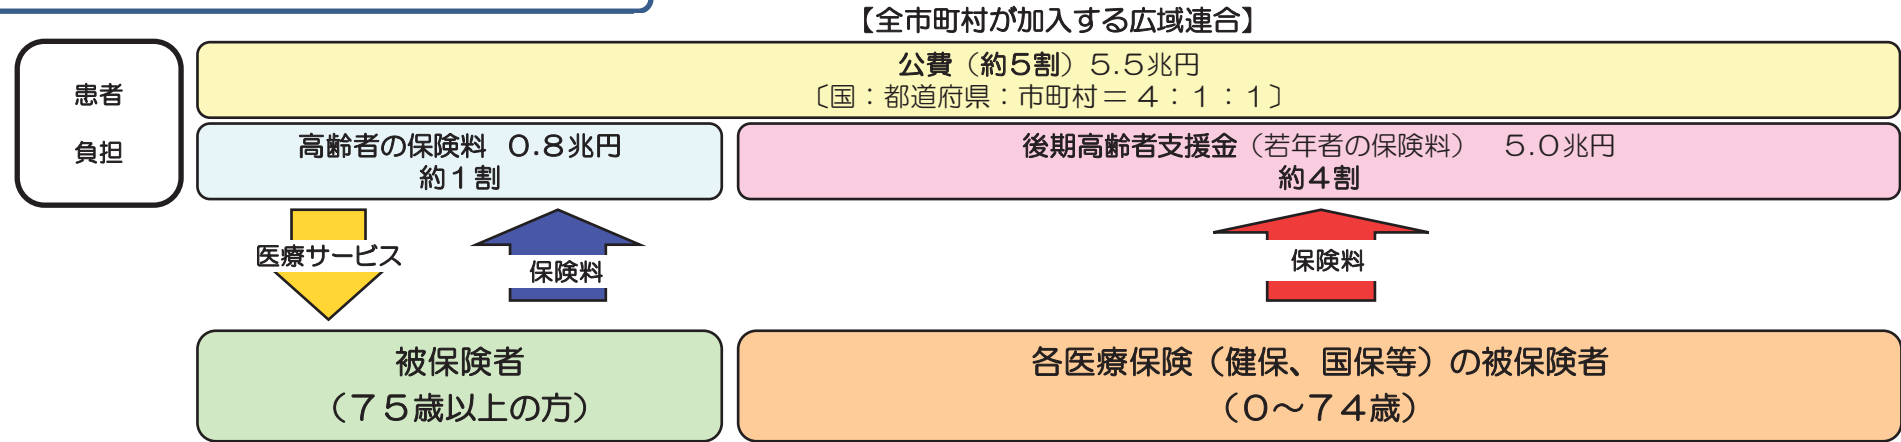 【全市町村が加入する広域連合】
患者
負担
公費（約５割）５.５兆円
〔国：都道府県：市町村＝４：１：１〕
高齢者の保険料　０.８兆円
約１割
後期高齢者支援金（若年者の保険料）　５.０兆円
約４割
医療サービス
保険料
保険料
被保険者
（７５歳以上の方）
各医療保険（健保、国保等）の被保険者
（０～７４歳）